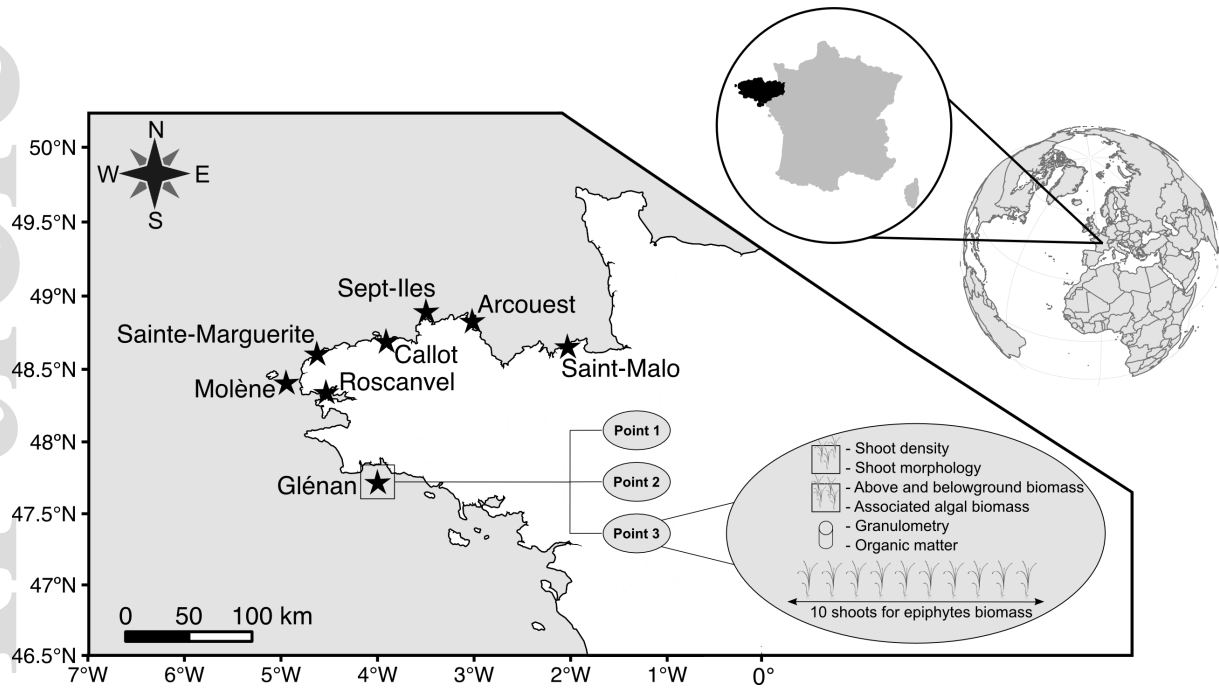 N
W E
S
50°N
49.5°N
49°N
48.5°N
48°N
47.5°N
47°N
46.5°N
7°W 6°W 5°W 4°W 3°W 2°W 1°W 0°
Sept-Iles
Arcouest
Sainte-Marguerite
Callot
Saint-Malo
Molène
Roscanvel
Glénan
Point 1
Point 2
Point 3
- Shoot density
- Shoot morphology
- Above and belowground biomass
- Associated algal biomass
- Granulometry
- Organic matter
10 shoots for epiphytes biomass
0 50 100 km